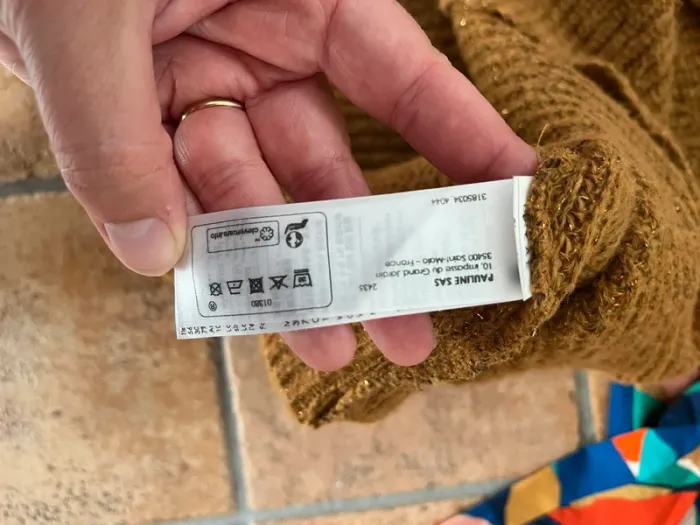 PAULINE SAS
10, impasse du Grand Jardin
35400 Saint-Malo - France
2435
3185034 4044
01380
clevercare.info